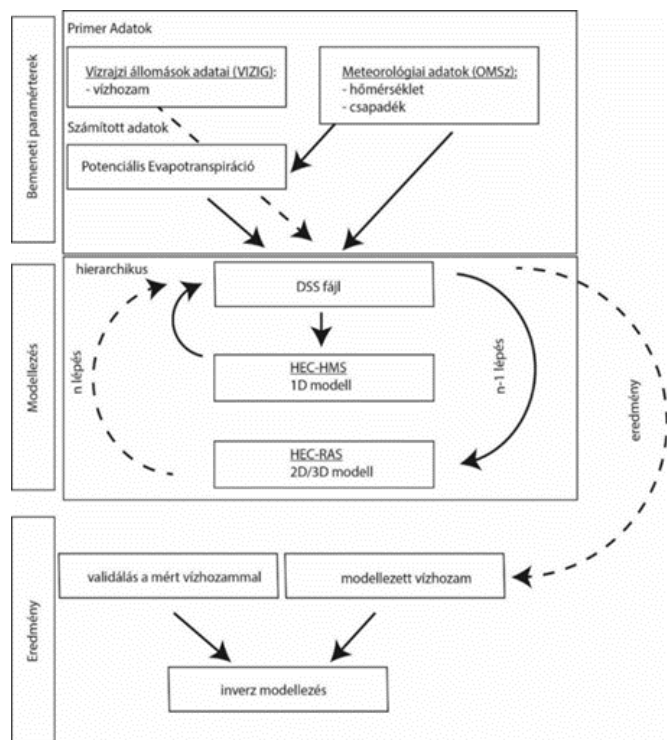 Bemeneti paramérterek
Primer Adatok
Vízrajzi állomások adatai (VIZIG):
- vízhozam
Meteorológiai adatok (OMSz):
- hőmérséklet
- csapadék
Számított adatok
Potenciális Evapotranspiráció
Modellezés
hierarchikus
DSS fájl
HEC-HMS
1D modell
HEC-RAS
2D/3D modell
n lépés
n-1 lépés
eredmény
Eredmény
validálás a mért vízhozammal
modellezett vízhozam
inverz modellezés